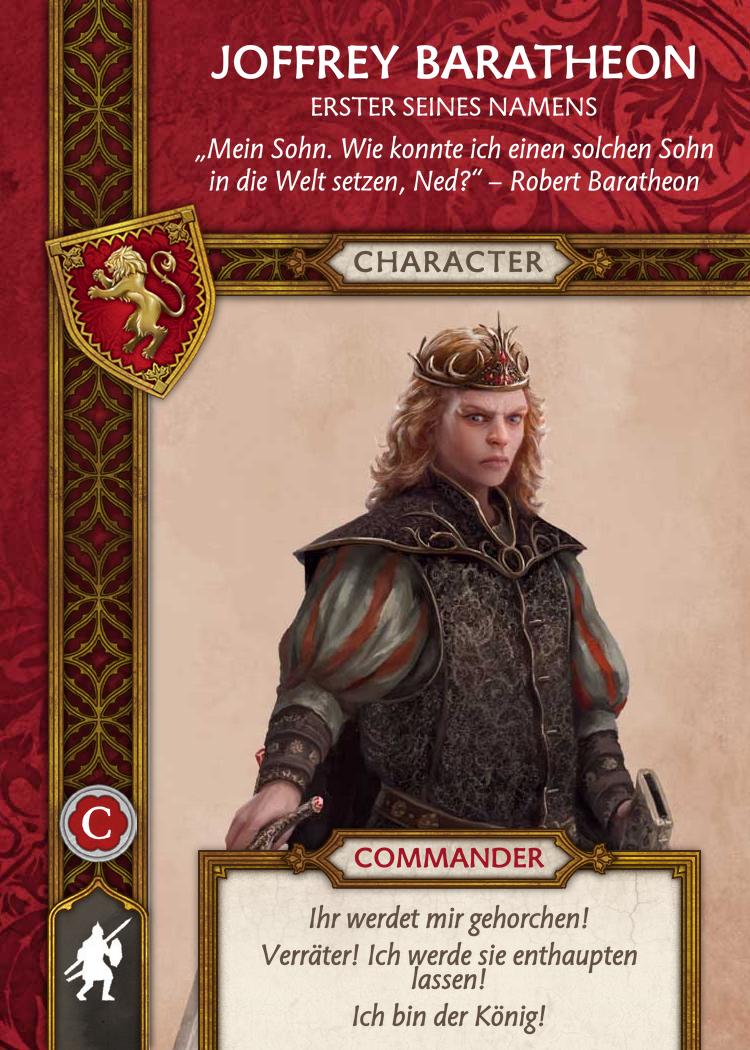 JOFFREY BARATHEON
ERSTER SEINES NAMENS
„Mein Sohn. Wie konnte ich einen solchen Sohn
in die Welt setzen, Ned?“ – Robert Baratheon
CHARACTER
C
COMMANDER
Ihr werdet mir gehorchen!
Verräter! Ich werde sie enthaupten
lassen!
Ich bin der König!